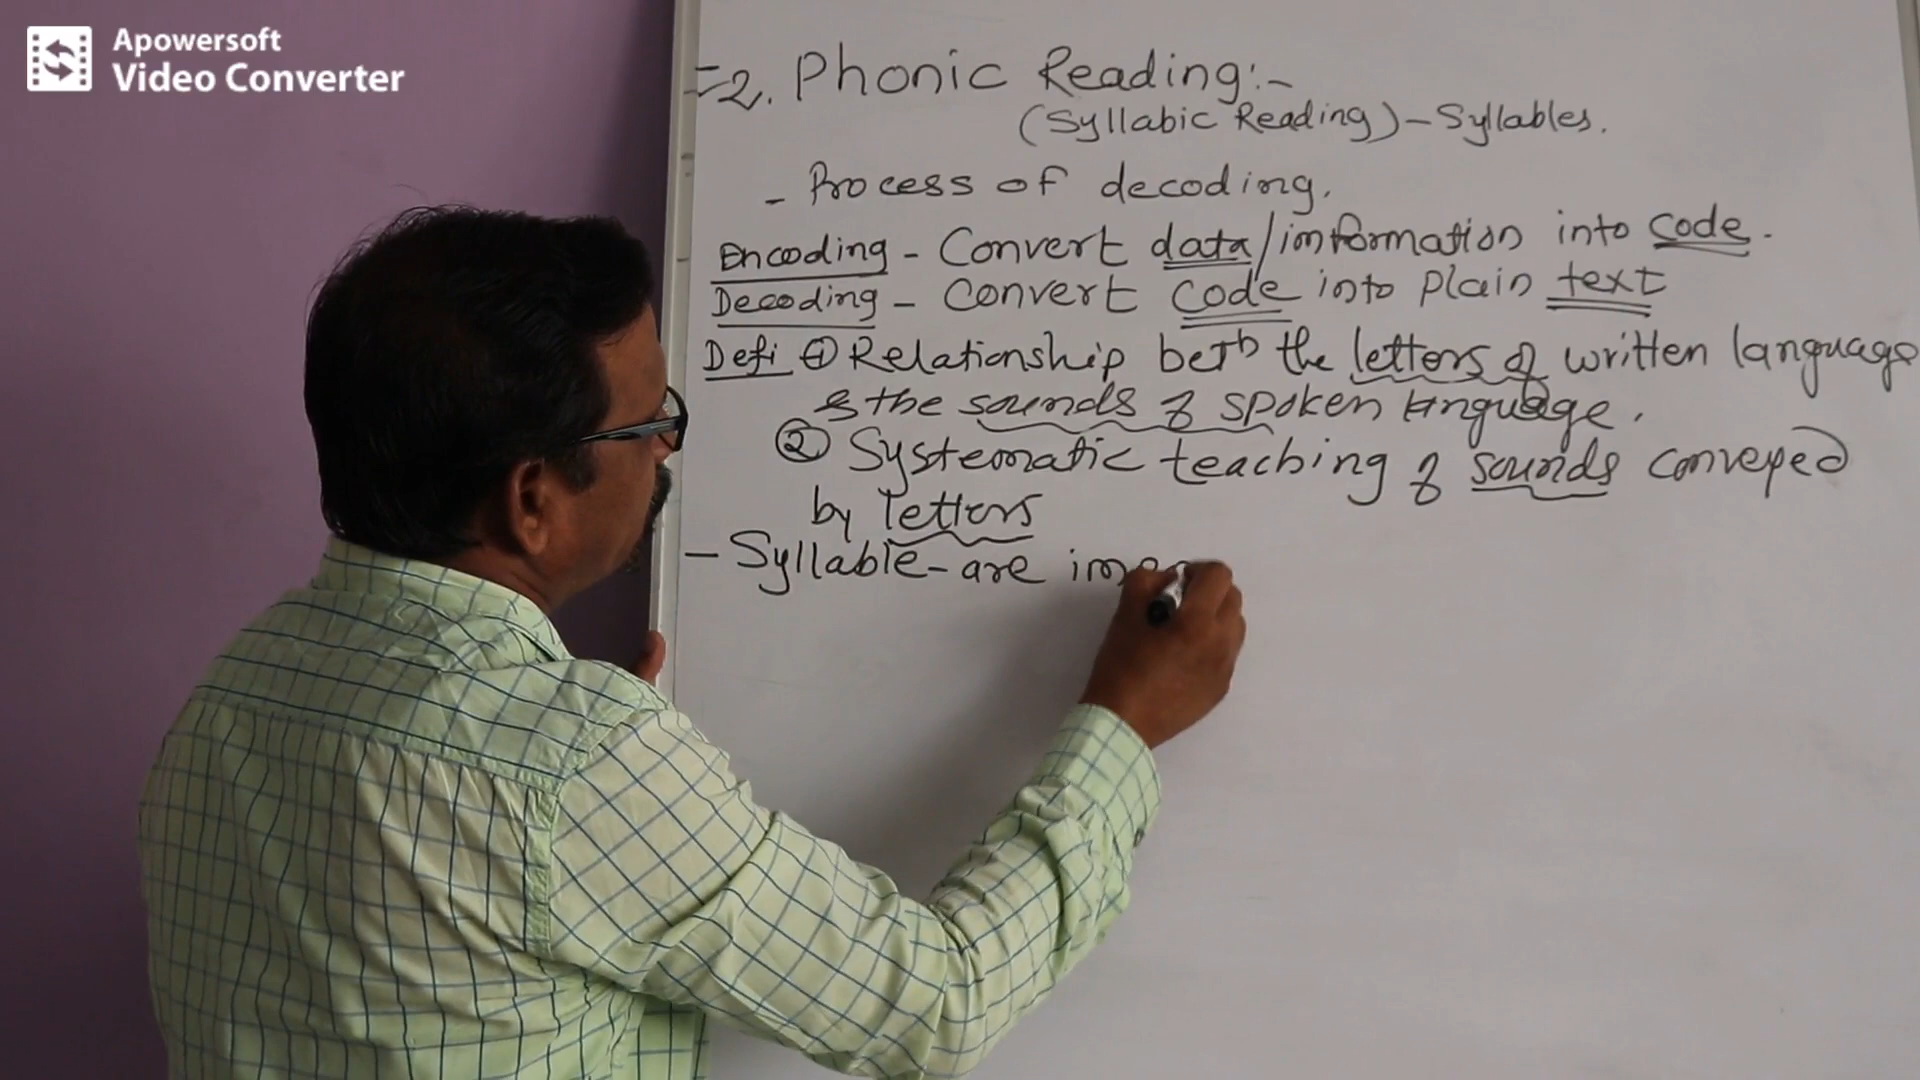 Apowersoft
Video Converter
2. Phonic Reading:-
(Syllabic Reading) - Syllables.
- Process of decoding.
Encoding - Convert data/information into code.
Decoding - Convert code into plain text
Defi ① Relationship betn the letters of written language
& the sounds of spoken language.
② Systematic teaching of sounds conveyed
by letters
- Syllable - are